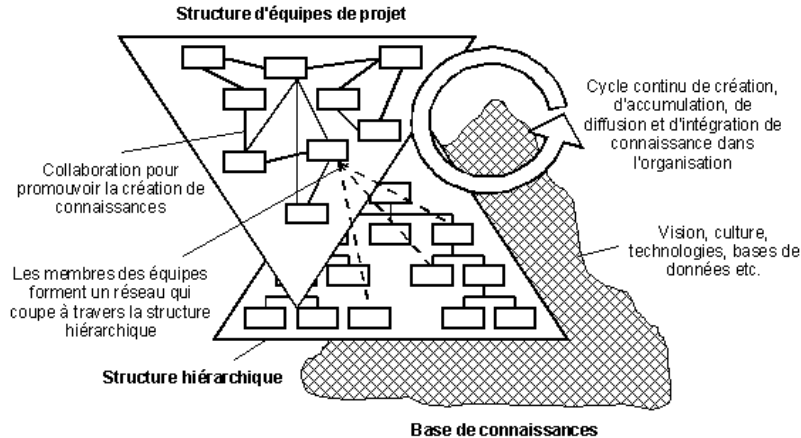 Structure d'équipes de projet
Cycle continu de création,
d'accumulation, de
diffusion et d'intégration de
connaissance dans
l'organisation
Collaboration pour
promouvoir la création de
connaissances
Vision, culture,
technologies, bases de
données etc.
Les membres des équipes
forment un réseau qui
coupe à travers la structure
hiérarchique
Structure hiérarchique
Base de connaissances